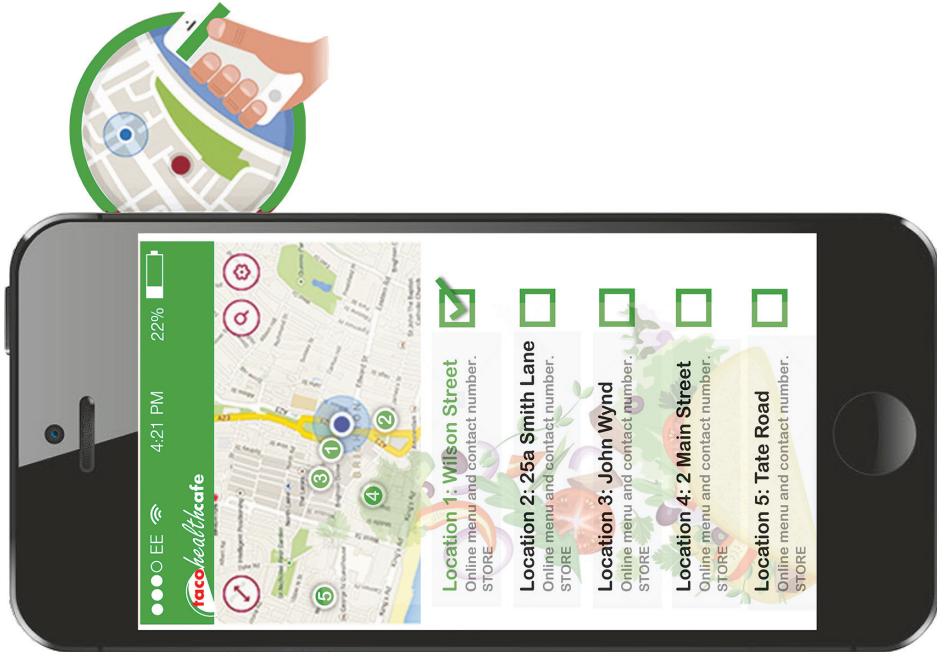 EE 4:21 PM 22%
tacohealthcafe
A23
1
2
3
4
5
Location 1: Wilson Street
Online menu and contact number.
STORE
Location 2: 25a Smith Lane
Online menu and contact number.
STORE
Location 3: John Wynd
Online menu and contact number.
STORE
Location 4: 2 Main Street
Online menu and contact number.
STORE
Location 5: Tate Road
Online menu and contact number.
STORE